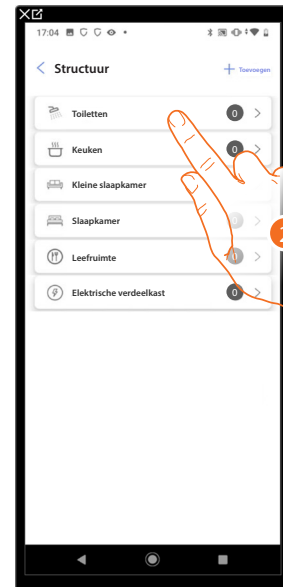 17:04
Structuur
Toevoegen
Toiletten 0
Keuken 0
Kleine slaapkamer
Slaapkamer
Leefruimte
Elektrische verdeelkast 0